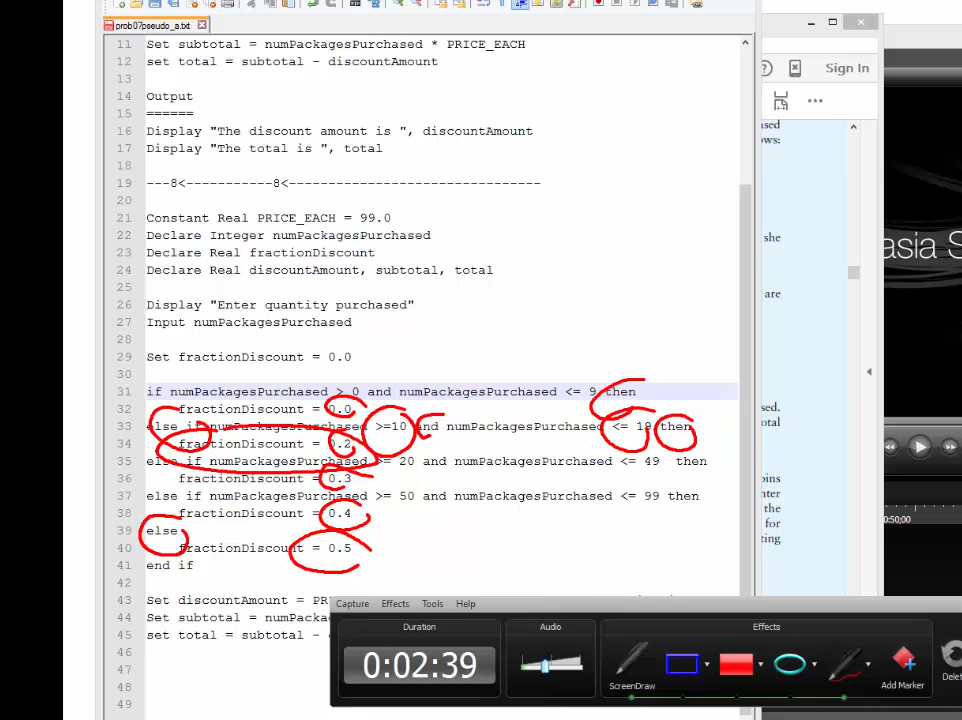 prob07pseudo_a.txt
11 Set subtotal = numPackagesPurchased * PRICE_EACH
12 set total = subtotal - discountAmount
13
14 Output
15 ======
16 Display "The discount amount is ", discountAmount
17 Display "The total is ", total
18
19 ---8<-----------8<--------------------------------
20
21 Constant Real PRICE_EACH = 99.0
22 Declare Integer numPackagesPurchased
23 Declare Real fractionDiscount
24 Declare Real discountAmount, subtotal, total
25
26 Display "Enter quantity purchased"
27 Input numPackagesPurchased
28
29 Set fractionDiscount = 0.0
30
31 if numPackagesPurchased > 0 and numPackagesPurchased <= 9 then
32 fractionDiscount = 0.0
33 else if numPackagesPurchased >=10 and numPackagesPurchased <= 19 then
34 fractionDiscount = 0.2
35 else if numPackagesPurchased >= 20 and numPackagesPurchased <= 49 then
36 fractionDiscount = 0.3
37 else if numPackagesPurchased >= 50 and numPackagesPurchased <= 99 then
38 fractionDiscount = 0.4
39 else
40 fractionDiscount = 0.5
41 end if
42
43 Set discountAmount =
44 Set subtotal =
45 set total = subtotal -
46
47
48
49
Sign In
she
are
total
the
for
0;50;00
Capture Effects Tools Help
Duration
0:02:39
Audio
Effects
ScreenDraw
Add Marker